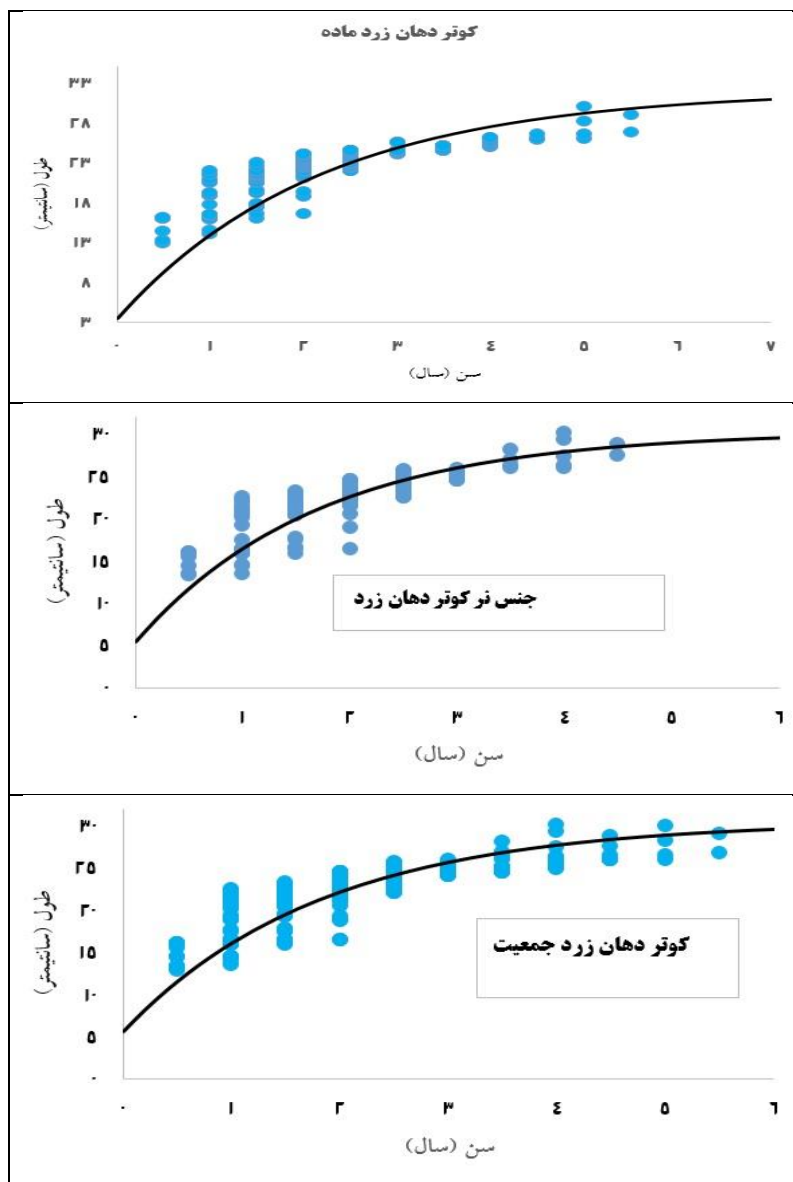 کوتر دهان زرد ماده
طول (سانتیمتر)
۳۳
۲۸
۲۳
۱۸
۱۳
۸
۳
۰ ۱ ۲ ۳ ٤ ۵ ۶ ۷
سن (سال)
طول (سانتیمتر)
۳۰
۲۵
۲۰
۱۵
۱۰
۵
۰
جنس نر کوتر دهان زرد
۰ ۱ ۲ ۳ ٤ ۵ ۶
سن (سال)
طول (سانتیمتر)
۳۰
۲۵
۲۰
۱۵
۱۰
۵
۰
کوتر دهان زرد جمعیت
۰ ۱ ۲ ۳ ٤ ۵ ۶
سن (سال)